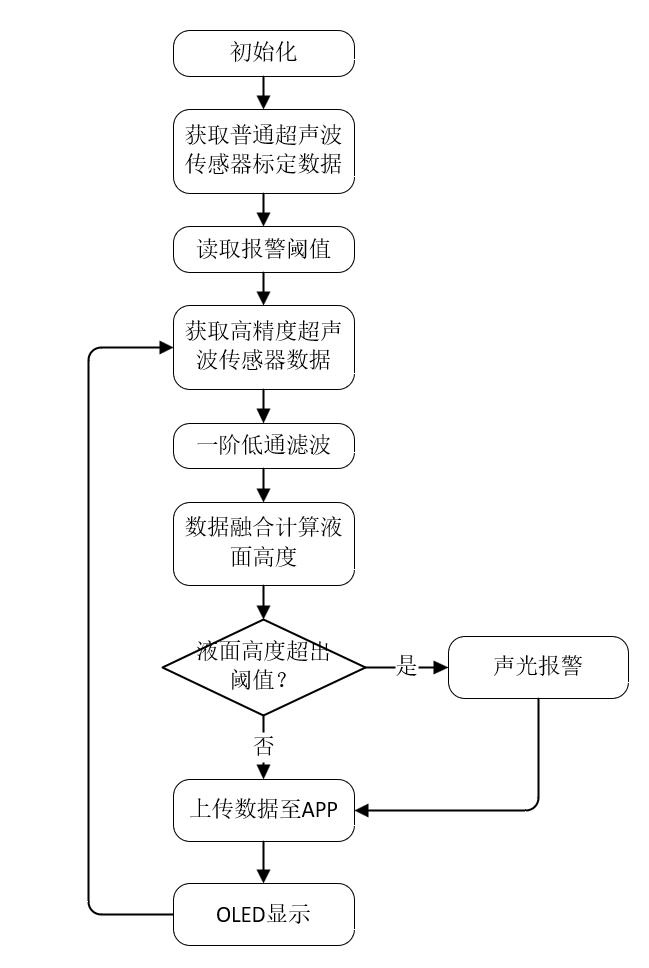 初始化
获取普通超声波
传感器标定数据
读取报警阈值
获取高精度超声
波传感器数据
一阶低通滤波
数据融合计算液
面高度
液面高度超出
阈值？
是
声光报警
否
上传数据至APP
OLED显示